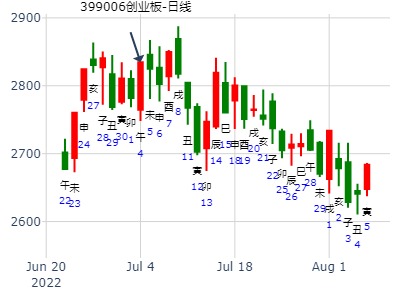 399006创业板-日线
2900
2800
2700
2600
午
22
未
23
申
24
亥
27
子
28
丑
29
寅
30
卯
1
午
4
未
5
申
6
酉
7
戌
8
丑
11
寅
12
卯
13
辰
14
巳
15
申
18
酉
19
戌
20
亥
21
子
22
卯
25
辰
26
巳
27
午
28
未
29
戌
1
亥
2
子
3
丑
4
寅
5
Jun 20
2022
Jul 4
Jul 18
Aug 1